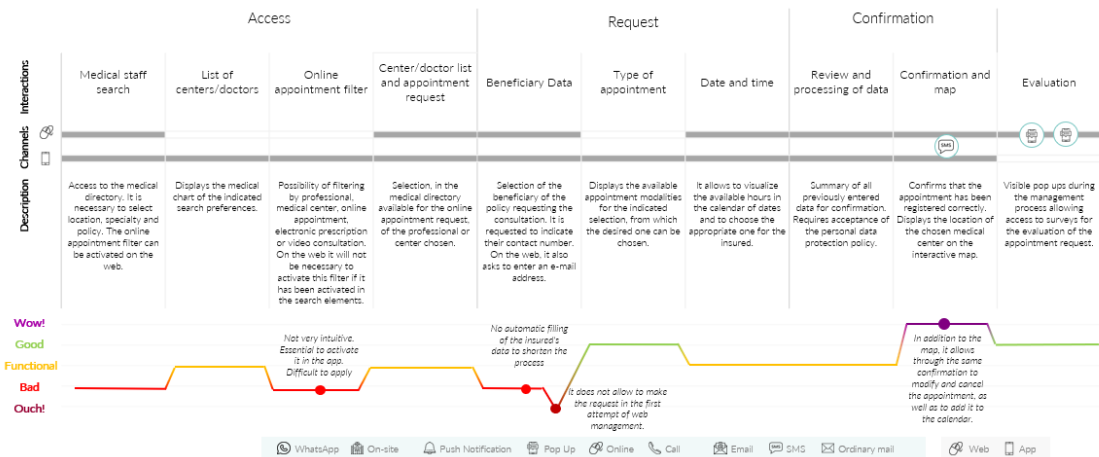 Access
Request
Confirmation
Interactions
Medical staff
search
List of
centers/doctors
Online
appointment filter
Center/doctor list
and appointment
request
Beneficiary Data
Type of
appointment
Date and time
Review and
processing of data
Confirmation and
map
Evaluation
Channels
SMS
Description
Access to the medical
directory. It is
necessary to select
location, specialty and
policy. The online
appointment filter can
be activated on the
web.
Displays the medical
chart of the indicated
search preferences.
Possibility of filtering
by professional,
medical center, online
appointment,
electronic prescription
or video consultation.
On the web it will not be
necessary to
activate this filter if it
has been activated in
the search elements.
Selection, in the
medical directory
available for the online
appointment request,
of the professional or
center chosen.
Selection of the
beneficiary of the
policy requesting the
consultation. It is
requested to indicate
their contact number.
On the web, it also
asks to enter an e-mail
address.
Displays the available
appointment modalities
for the indicated
selection, from which
the desired one can be
chosen.
It allows to visualize
the available hours in
the calendar of dates
and to choose the
appropriate one for the
insured.
Summary of all
previously entered
data for confirmation.
Requires acceptance of
the personal data
protection policy.
Confirms that the
appointment has been
registered correctly.
Displays the location of
the chosen medical
center on the
interactive map.
Visible pop ups during
the management
process allowing
access to surveys for
the evaluation of the
appointment request.
Wow!
Good
Functional
Bad
Ouch!
Not very intuitive.
Essential to activate
it in the app.
Difficult to apply
No automatic filling
of the insured's
data to shorten the
process
It does not allow to make
the request in the first
attempt of web
management.
In addition to the
map, it allows
through the same
confirmation to
modify and cancel
the appointment, as
well as to add it to
the calendar.
WhatsApp On-site Push Notification Pop Up Online Call Email SMS Ordinary mail Web App